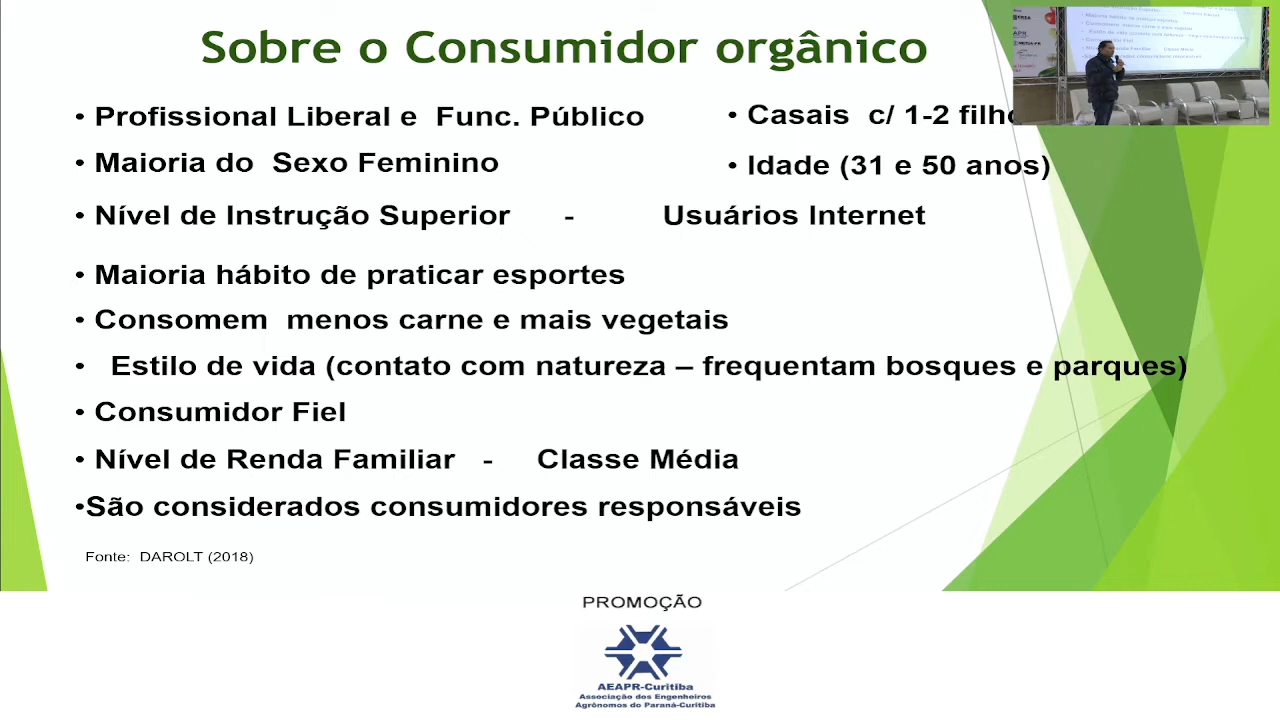 Sobre o Consumidor orgânico
• Profissional Liberal e Func. Público
• Casais c/ 1-2 filho
• Maioria do Sexo Feminino
• Idade (31 e 50 anos)
• Nível de Instrução Superior - Usuários Internet
• Maioria hábito de praticar esportes
• Consomem menos carne e mais vegetais
• Estilo de vida (contato com natureza – frequentam bosques e parques)
• Consumidor Fiel
• Nível de Renda Familiar - Classe Média
•São considerados consumidores responsáveis
Fonte: DAROLT (2018)
PROMOÇÃO
AEAPR-Curitiba
Associação dos Engenheiros
Agrônomos do Paraná-Curitiba